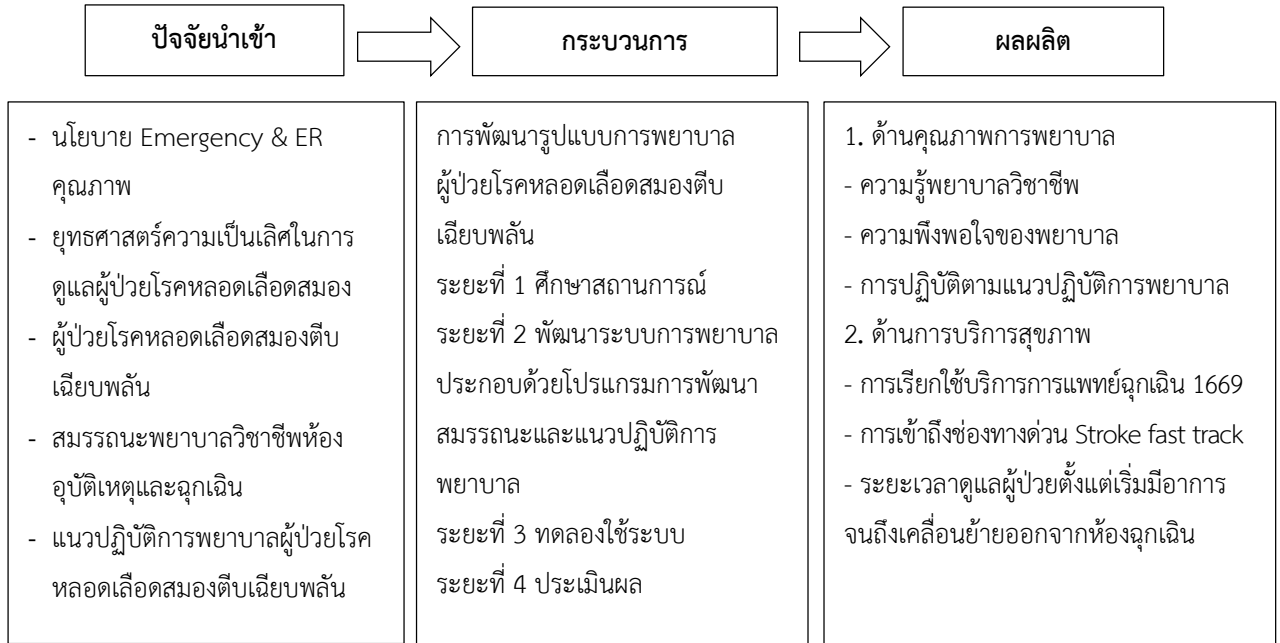 ปัจจัยนำเข้า
กระบวนการ
ผลผลิต
- นโยบาย Emergency & ER
คุณภาพ
- ยุทธศาสตร์ความเป็นเลิศในการ
ดูแลผู้ป่วยโรคหลอดเลือดสมอง
- ผู้ป่วยโรคหลอดเลือดสมองตีบ
เฉียบพลัน
- สมรรถนะพยาบาลวิชาชีพห้อง
อุบัติเหตุและฉุกเฉิน
- แนวปฏิบัติการพยาบาลผู้ป่วยโรค
หลอดเลือดสมองตีบเฉียบพลัน
การพัฒนารูปแบบการพยาบาล
ผู้ป่วยโรคหลอดเลือดสมองตีบ
เฉียบพลัน
ระยะที่ 1 ศึกษาสถานการณ์
ระยะที่ 2 พัฒนาระบบการพยาบาล
ประกอบด้วยโปรแกรมการพัฒนา
สมรรถนะและแนวปฏิบัติการ
พยาบาล
ระยะที่ 3 ทดลองใช้ระบบ
ระยะที่ 4 ประเมินผล
1. ด้านคุณภาพการพยาบาล
- ความรู้พยาบาลวิชาชีพ
- ความพึงพอใจของพยาบาล
- การปฏิบัติตามแนวปฏิบัติการพยาบาล
2. ด้านการบริการสุขภาพ
- การเรียกใช้บริการการแพทย์ฉุกเฉิน 1669
- การเข้าถึงช่องทางด่วน Stroke fast track
- ระยะเวลาดูแลผู้ป่วยตั้งแต่เริ่มมีอาการ
จนถึงเคลื่อนย้ายออกจากห้องฉุกเฉิน